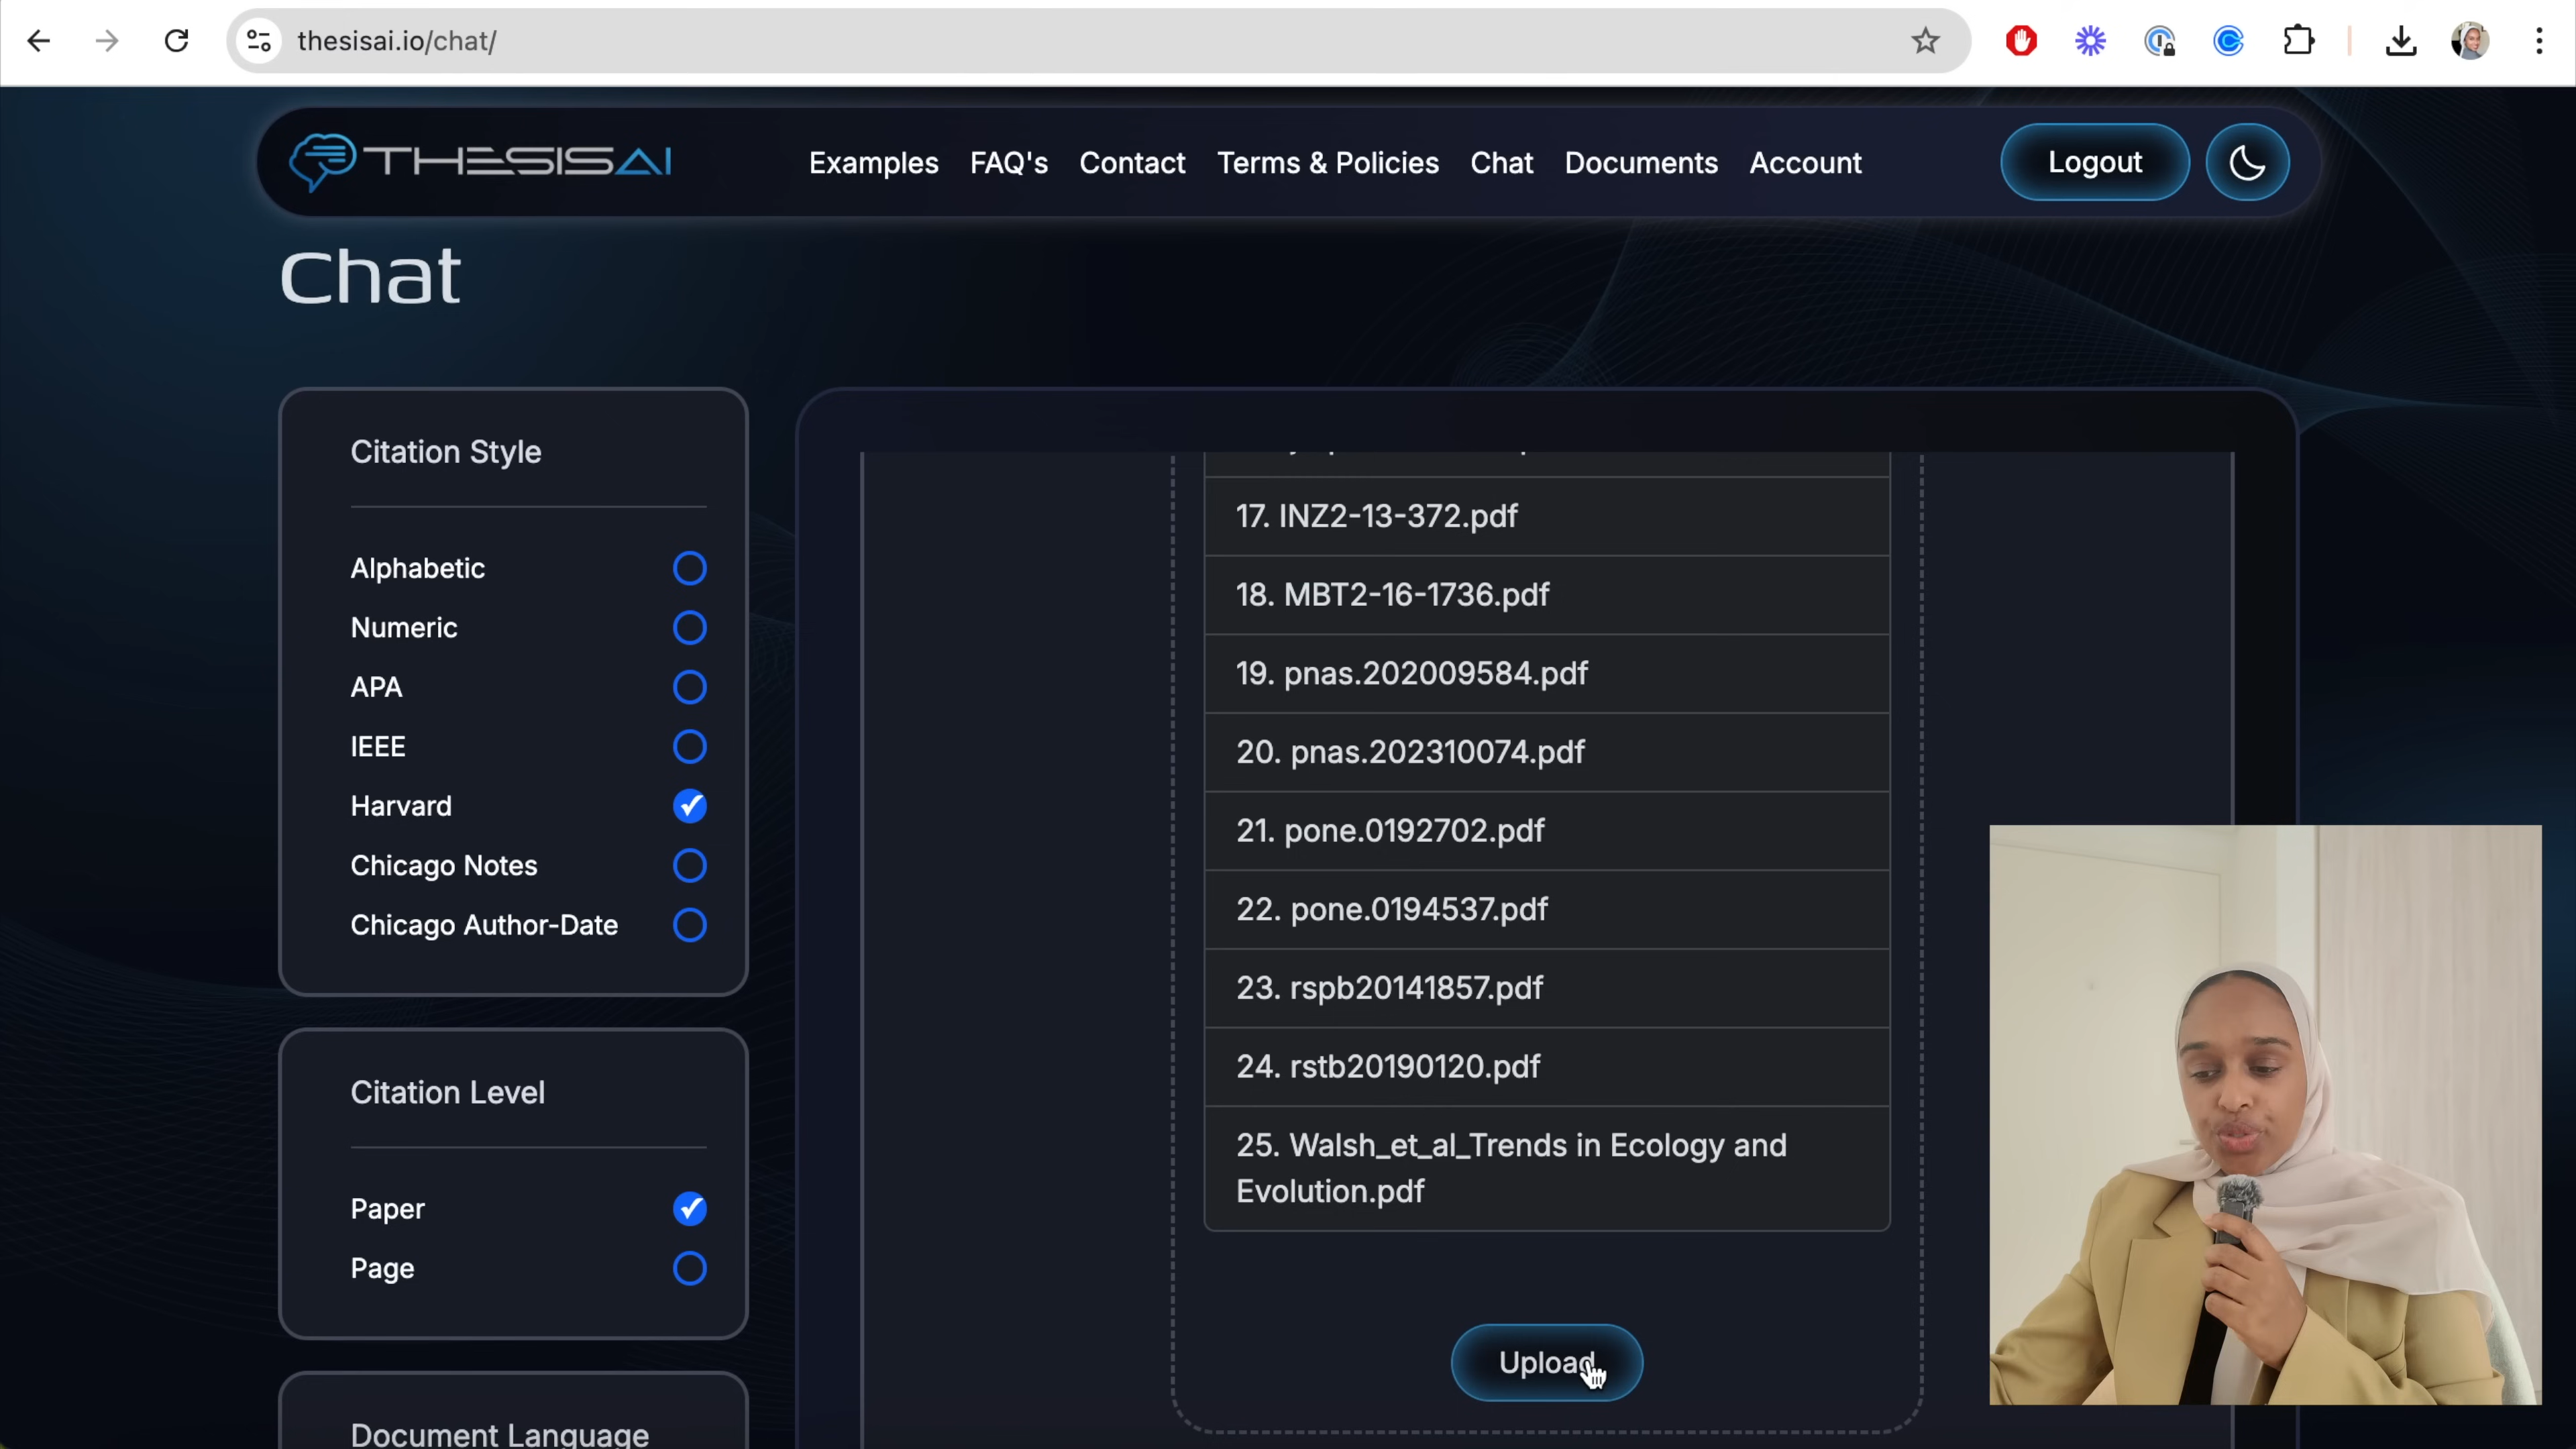 thesisai.io/chat/
THESISAI
Examples FAQ's Contact Terms & Policies Chat Documents Account Logout
Chat
Citation Style
Alphabetic
Numeric
APA
IEEE
Harvard
Chicago Notes
Chicago Author-Date
Citation Level
Paper
Page
Document Language
17. INZ2-13-372.pdf
18. MBT2-16-1736.pdf
19. pnas.202009584.pdf
20. pnas.202310074.pdf
21. pone.0192702.pdf
22. pone.0194537.pdf
23. rspb20141857.pdf
24. rstb20190120.pdf
25. Walsh_et_al_Trends in Ecology and
Evolution.pdf
Upload